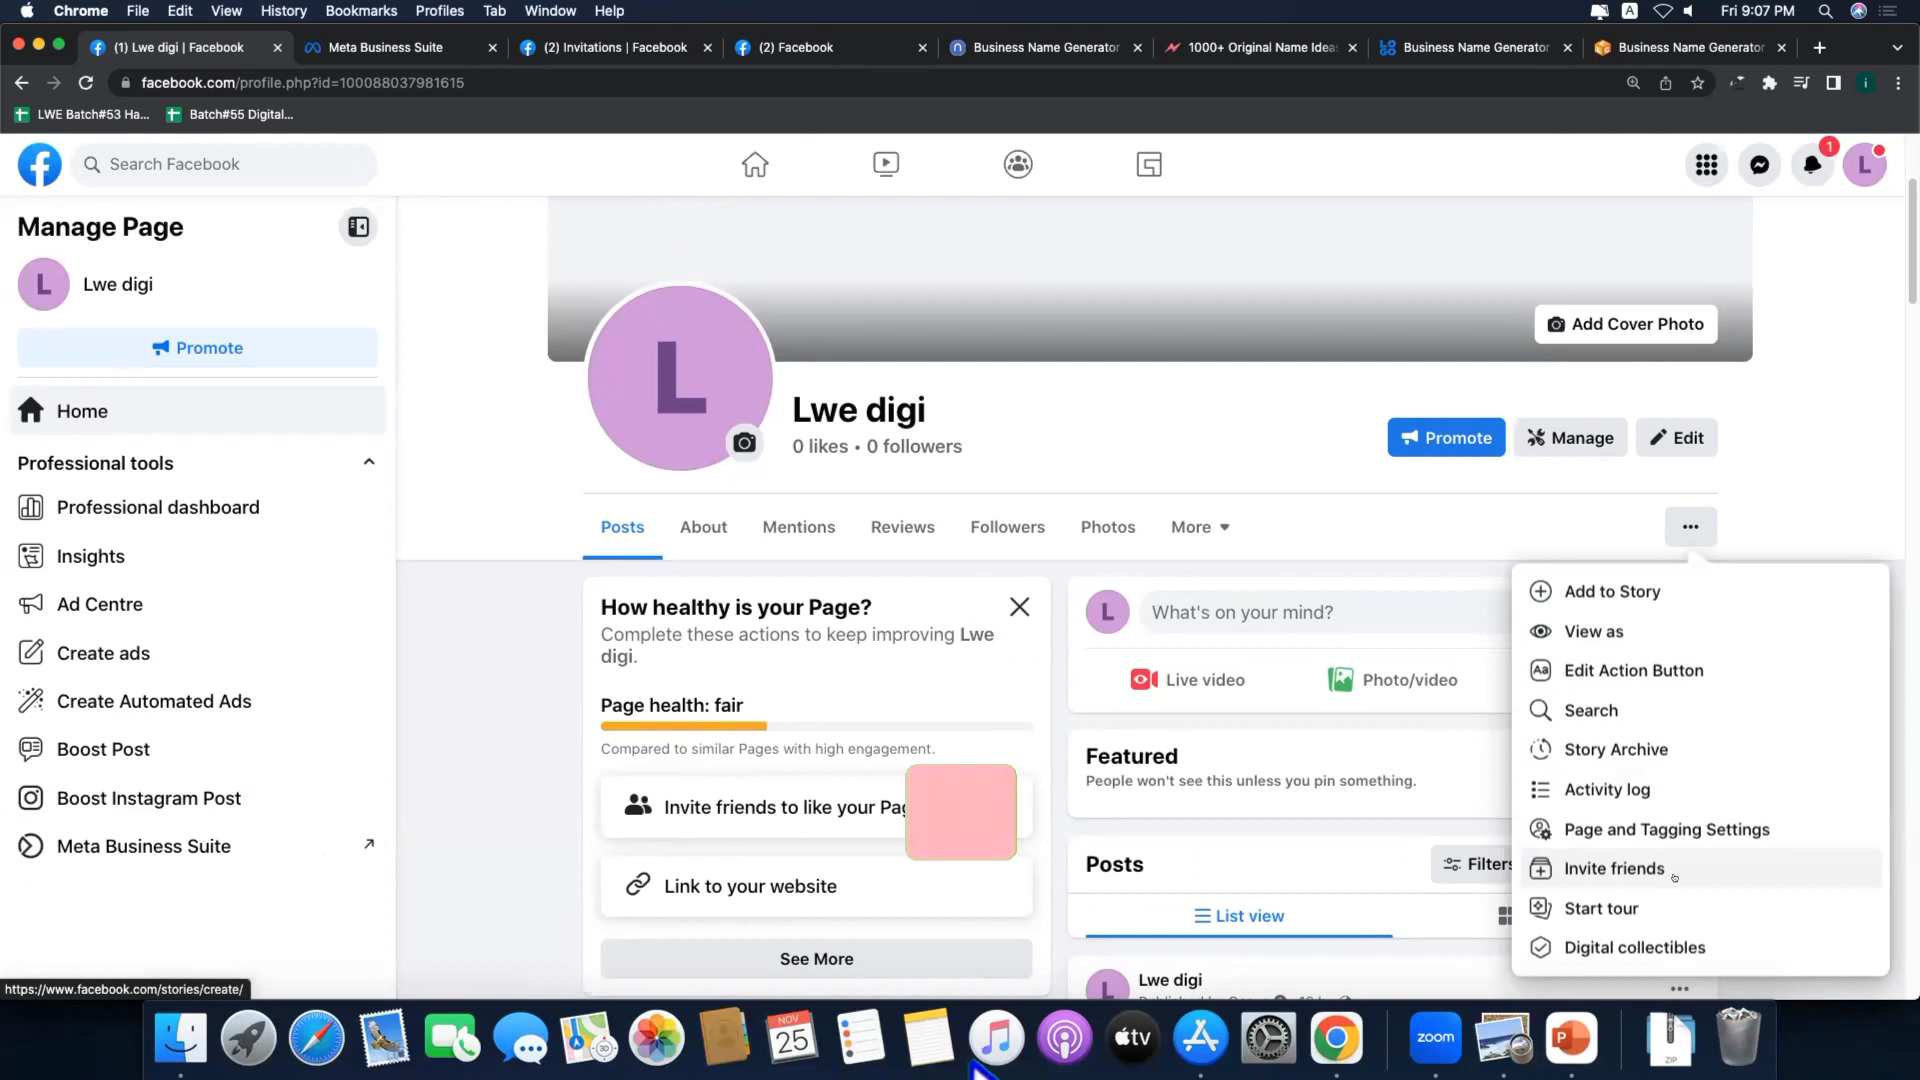 Chrome File Edit View History Bookmarks Profiles Tab Window Help A Fri 9:07 PM
(1) Lwe digi | Facebook Meta Business Suite (2) Invitations | Facebook (2) Facebook Business Name Generator 1000+ Original Name Idea Business Name Generator Business Name Generator
facebook.com/profile.php?id=100088037981615 i
LWE Batch#53 Ha... Batch#55 Digital...
Search Facebook 1 L
Manage Page
L Lwe digi
Promote
Home
Professional tools
Professional dashboard
Insights
Ad Centre
Create ads
Create Automated Ads
Boost Post
Boost Instagram Post
Meta Business Suite
https://www.facebook.com/stories/create/
Add Cover Photo
L
Lwe digi
0 likes • 0 followers
Promote Manage Edit
Posts About Mentions Reviews Followers Photos More
How healthy is your Page?
Complete these actions to keep improving Lwe
digi.
Page health: fair
Compared to similar Pages with high engagement.
Invite friends to like your Pag
Link to your website
See More
L What's on your mind?
Live video Photo/video
Featured
People won't see this unless you pin something.
Posts Filters
List view
L Lwe digi
Add to Story
View as
Aa Edit Action Button
Search
Story Archive
Activity log
Page and Tagging Settings
Invite friends
Start tour
Digital collectibles
NOV
25
tv
zoom
P
ZIP